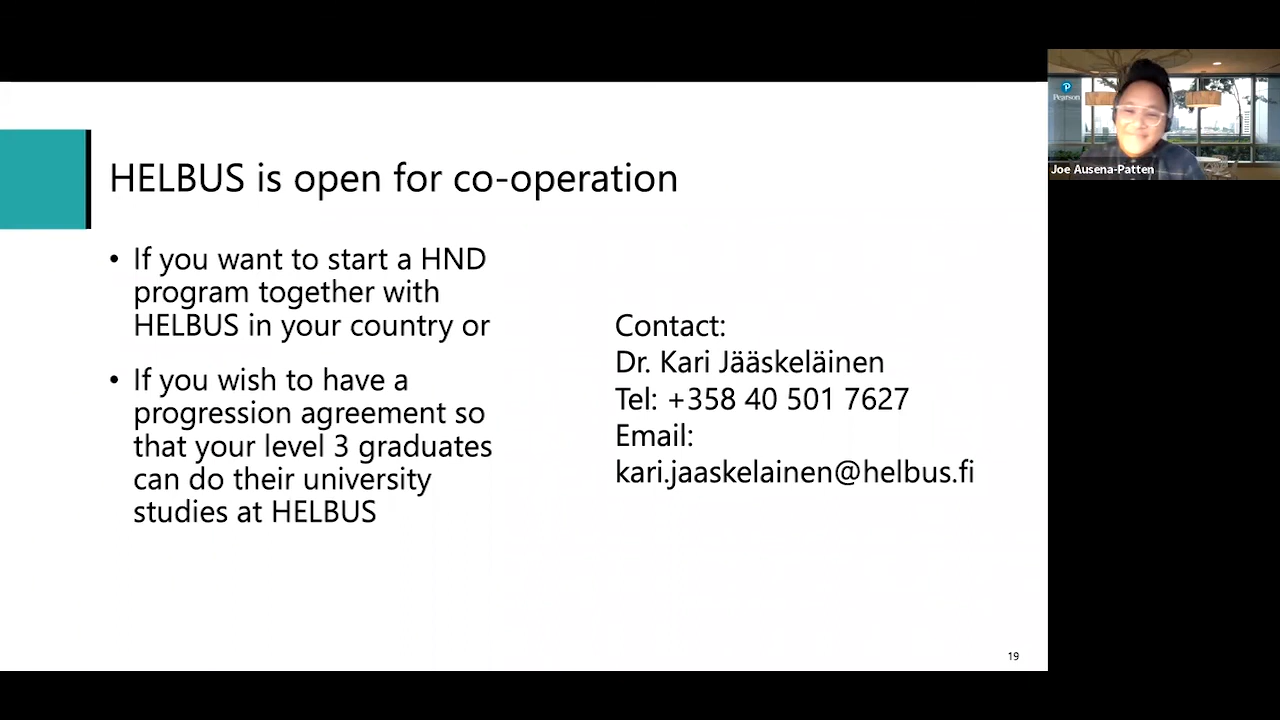 HELBUS is open for co-operation
• If you want to start a HND
program together with
HELBUS in your country or
• If you wish to have a
progression agreement so
that your level 3 graduates
can do their university
studies at HELBUS
Contact:
Dr. Kari Jääskeläinen
Tel: +358 40 501 7627
Email:
kari.jaaskelainen@helbus.fi
19
Pearson
Joe Ausena-Patten